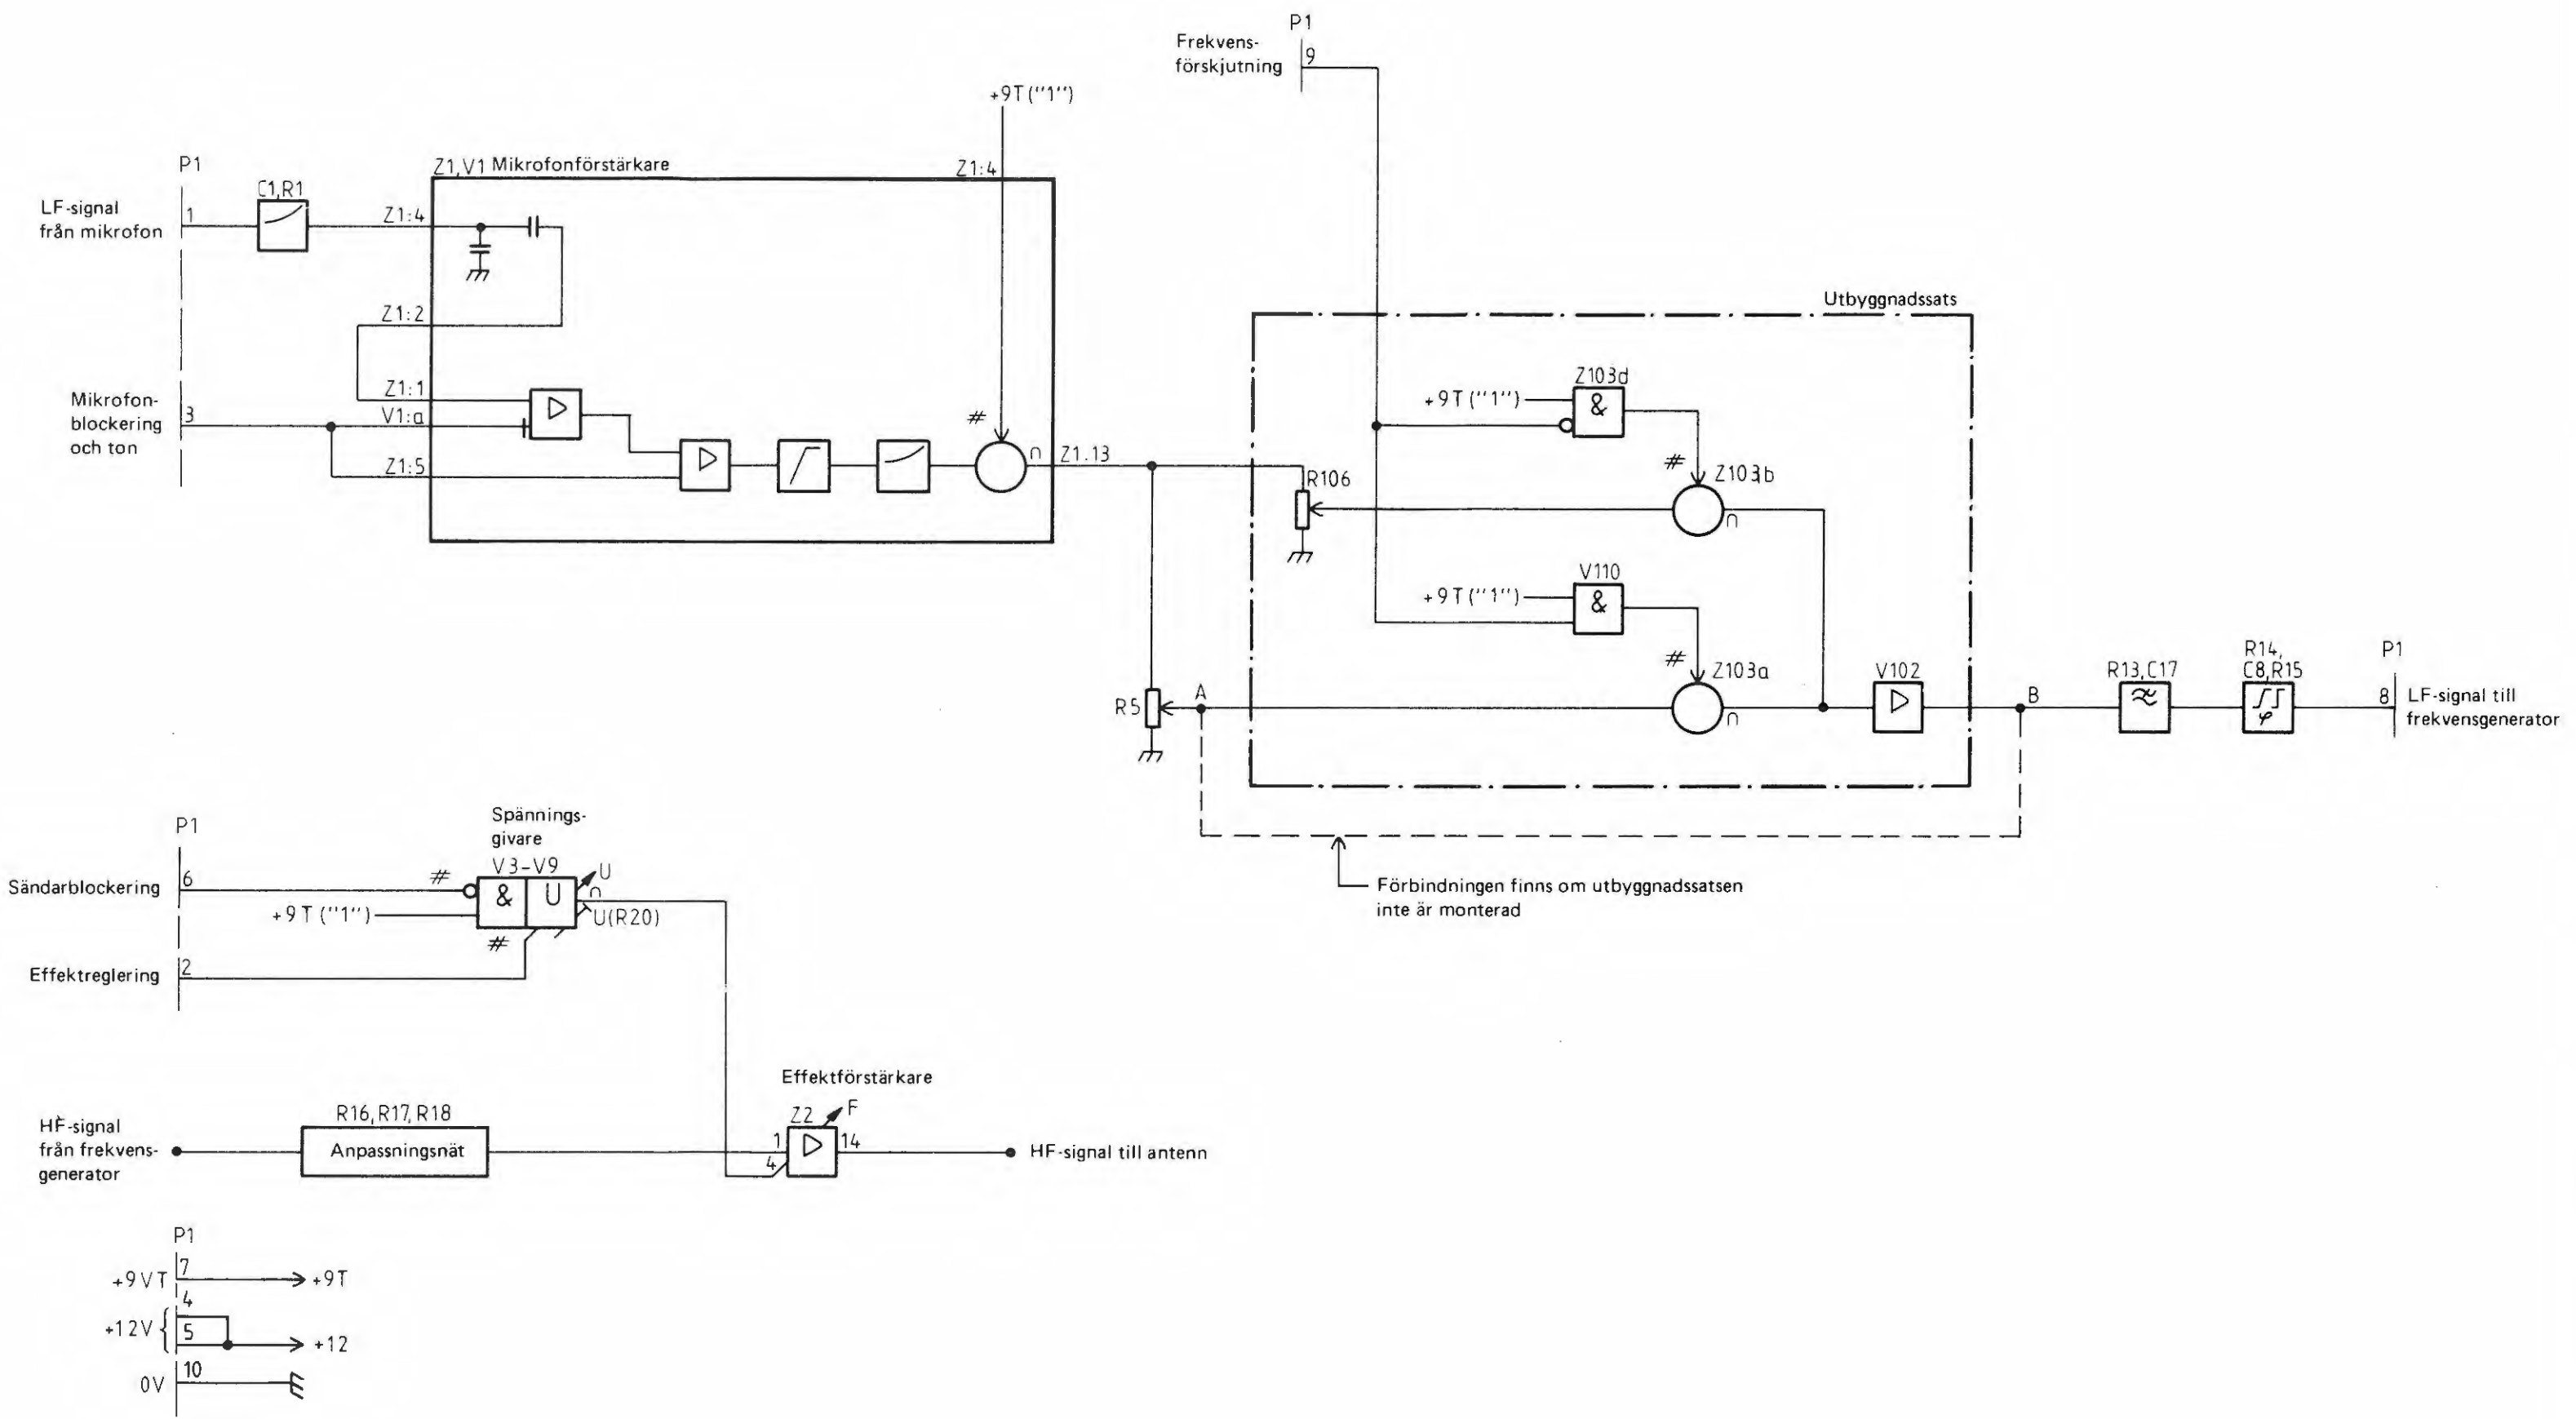 P1
Frekvens-
förskjutning
9
+9T("1")
P1
Z1,V1 Mikrofonförstärkare
Z1:4
C1,R1
LF-signal
från mikrofon
1
Z1:4
Z1:2
Mikrofon-
blockering
och ton
3
Z1:1
V1:a
Z1:5
#
∩
Z1.13
Utbyggnadssats
Z103d
+9T("1")
&
#
Z103b
R106
∩
V110
+9T("1")
&
#
Z103a
∩
V102
R5
A
B
R13,C17
R14,
C8,R15
φ
P1
8
LF-signal till
frekvensgenerator
Förbindningen finns om utbyggnadssatsen
inte är monterad
P1
Spännings-
givare
V3-V9
Sändarblockering
6
#
&
U
U
∩
U(R20)
+9T("1")
#
Effektreglering
2
Effektförstärkare
R16,R17,R18
Z2
F
HF-signal
från frekvens-
generator
Anpassningsnät
1
4
14
HF-signal till antenn
P1
+9VT
7
+9T
4
+12V
5
+12
0V
10